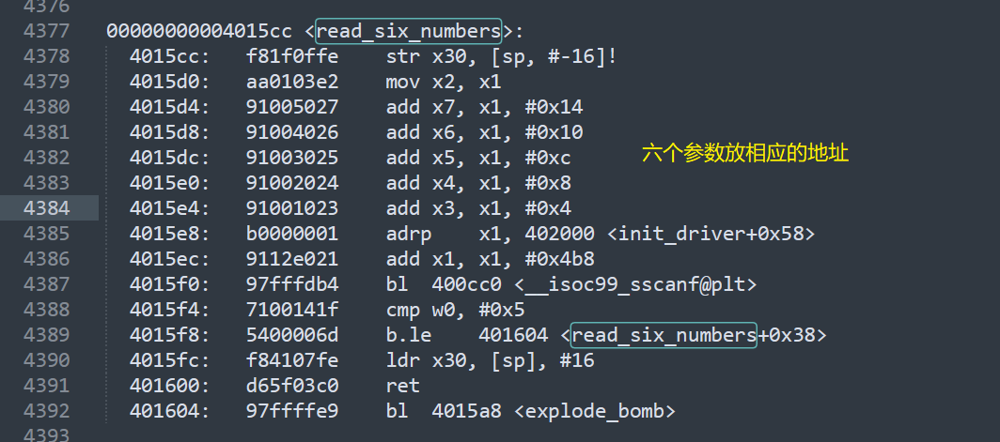 4376
4377 00000000004015cc <read_six_numbers>:
4378 4015cc: f81f0ffe str x30, [sp, #-16]!
4379 4015d0: aa0103e2 mov x2, x1
4380 4015d4: 91005027 add x7, x1, #0x14
4381 4015d8: 91004026 add x6, x1, #0x10
4382 4015dc: 91003025 add x5, x1, #0xc 六个参数放相应的地址
4383 4015e0: 91002024 add x4, x1, #0x8
4384 4015e4: 91001023 add x3, x1, #0x4
4385 4015e8: b0000001 adrp x1, 402000 <init_driver+0x58>
4386 4015ec: 9112e021 add x1, x1, #0x4b8
4387 4015f0: 97fffdb4 bl 400cc0 <__isoc99_sscanf@plt>
4388 4015f4: 7100141f cmp w0, #0x5
4389 4015f8: 5400006d b.le 401604 <read_six_numbers+0x38>
4390 4015fc: f84107fe ldr x30, [sp], #16
4391 401600: d65f03c0 ret
4392 401604: 97ffffe9 bl 4015a8 <explode_bomb>
4393